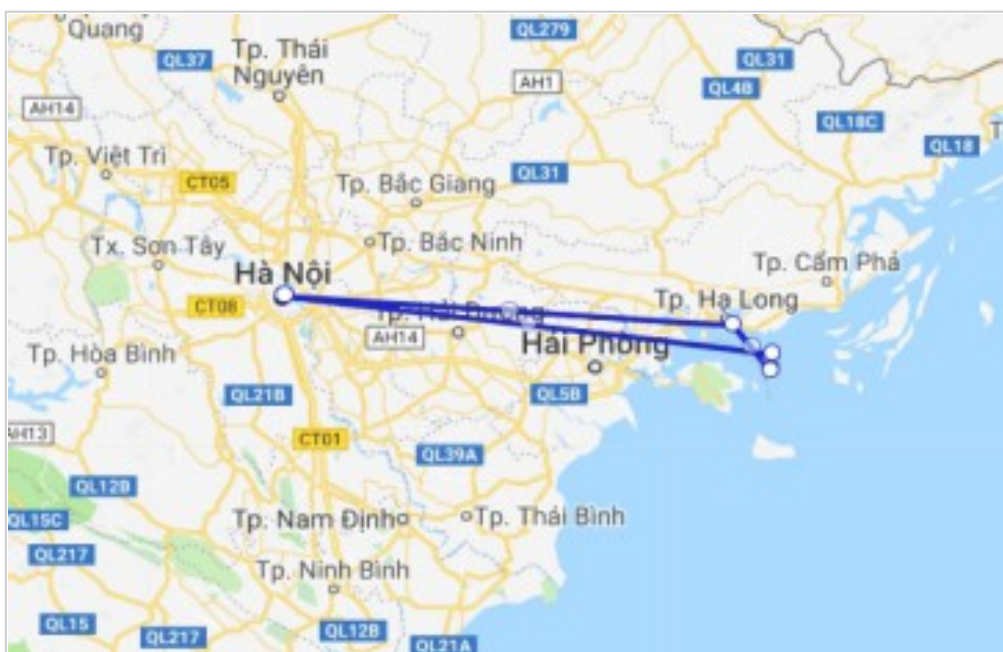 Quang
QL37
Tp. Thái
Nguyên
QL279
QL31
AH1
QL4B
AH14
QL18C
QL18
Tp. Việt Trì
CT05
QL31
Tp. Bắc Giang
Tx. Sơn Tây
Tp. Bắc Ninh
Tp. Cẩm Phả
Hà Nội
CT08
Tp. Hạ Long
Tp. Hải Dương
AH14
Hải Phòng
Tp. Hòa Bình
QL21B
QL5B
AH13
CT01
QL39A
QL12B
QL15C
Tp. Nam Định
Tp. Thái Bình
QL217
Tp. Ninh Bình
QL15
QL217
QL12B
QL21A